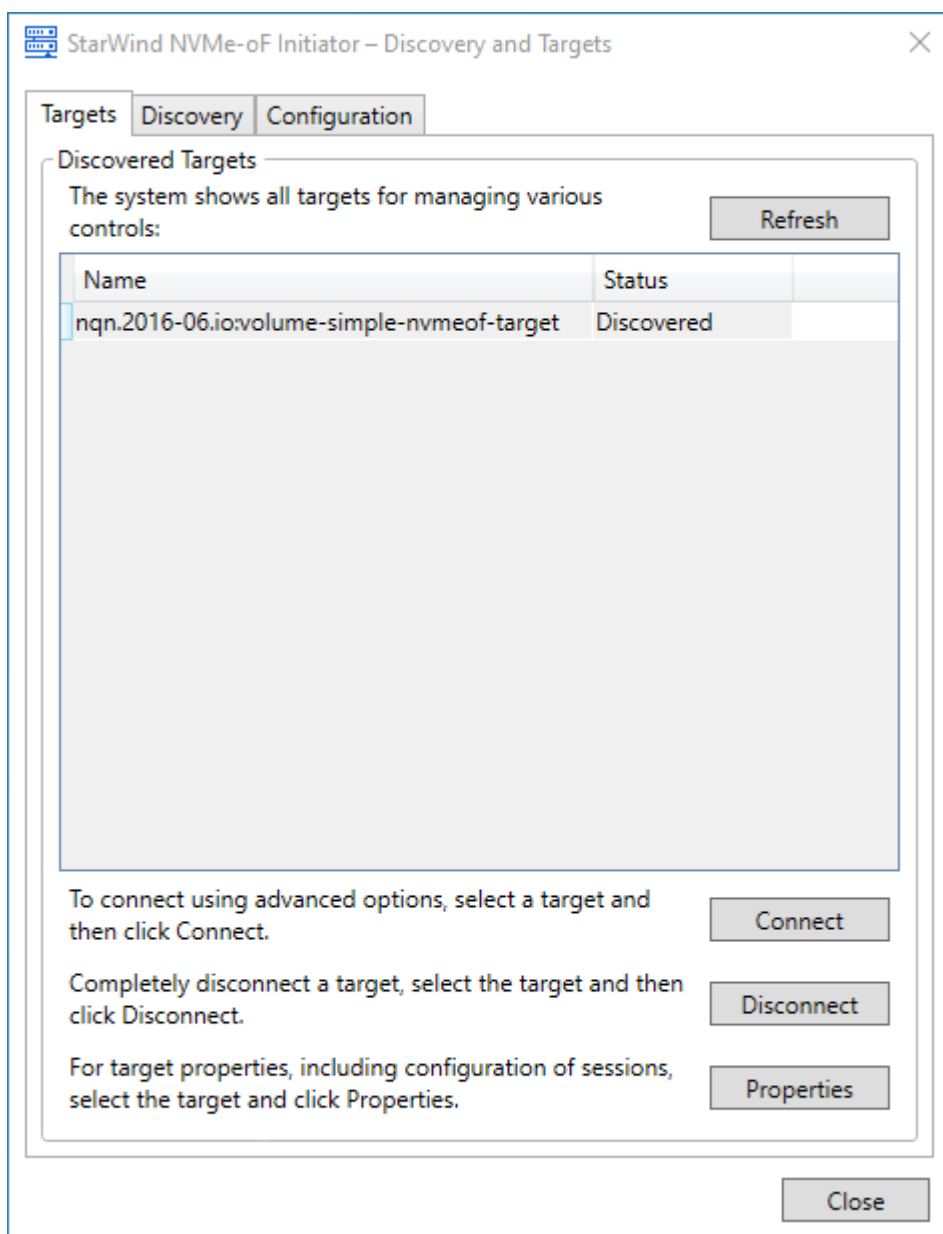 StarWind NVMe-oF Initiator – Discovery and Targets
Targets Discovery Configuration
Discovered Targets
The system shows all targets for managing various
controls:
Refresh
Name Status
nqn.2016-06.io:volume-simple-nvmeof-target Discovered
To connect using advanced options, select a target and
then click Connect.
Connect
Completely disconnect a target, select the target and then
click Disconnect.
Disconnect
For target properties, including configuration of sessions,
select the target and click Properties.
Properties
Close